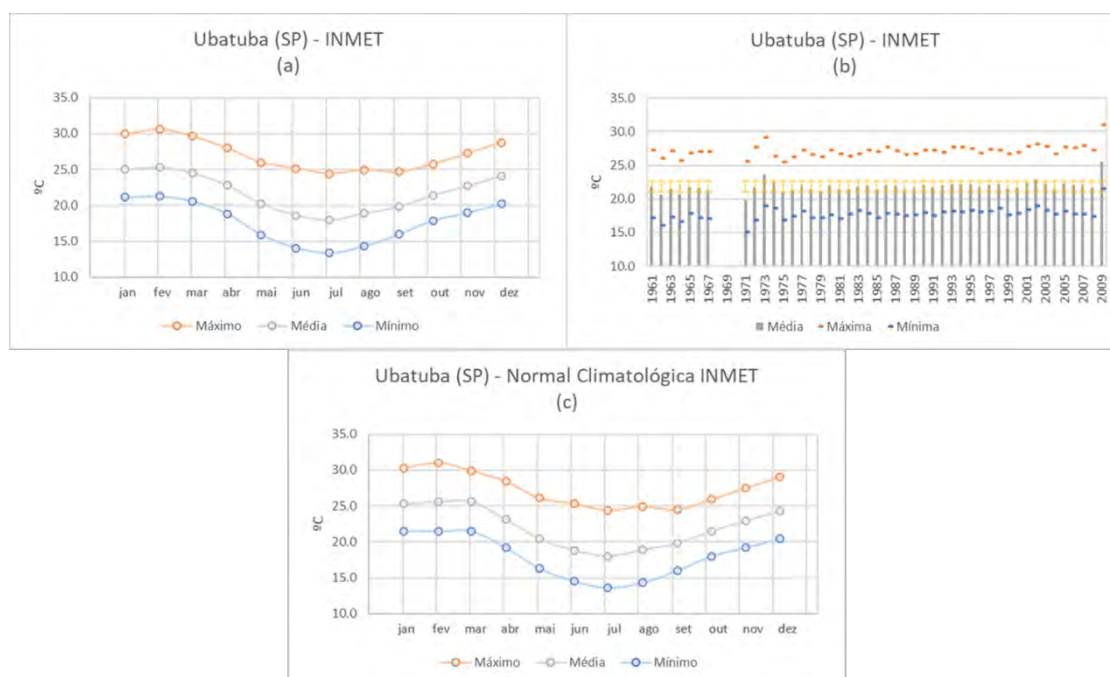 Ubatuba (SP) - INMET
(a)
ºC
35.0
30.0
25.0
20.0
15.0
10.0
jan fev mar abr mai jun jul ago set out nov dez
Máximo Média Mínimo
Ubatuba (SP) - INMET
(b)
ºC
35.0
30.0
25.0
20.0
15.0
10.0
1961 1963 1965 1967 1969 1971 1973 1975 1977 1979 1981 1983 1985 1987 1989 1991 1993 1995 1997 1999 2001 2003 2005 2007 2009
Média Máxima Mínima
Ubatuba (SP) - Normal Climatológica INMET
(c)
ºC
35.0
30.0
25.0
20.0
15.0
10.0
jan fev mar abr mai jun jul ago set out nov dez
Máximo Média Mínimo